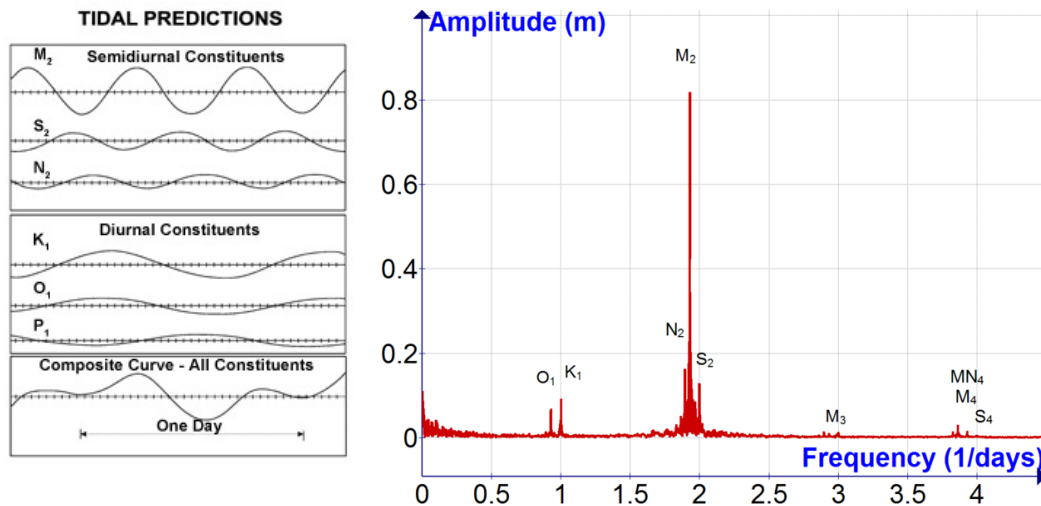 TIDAL PREDICTIONS
M₂
Semidiurnal Constituents
S₂
N₂
Diurnal Constituents
K₁
O₁
P₁
Composite Curve - All Constituents
One Day
Amplitude (m)
M₂
0.8
0.6
0.4
N₂
S₂
0.2
O₁
K₁
MN₄
M₄
M₃
S₄
0
Frequency (1/days)
0 0.5 1 1.5 2 2.5 3 3.5 4